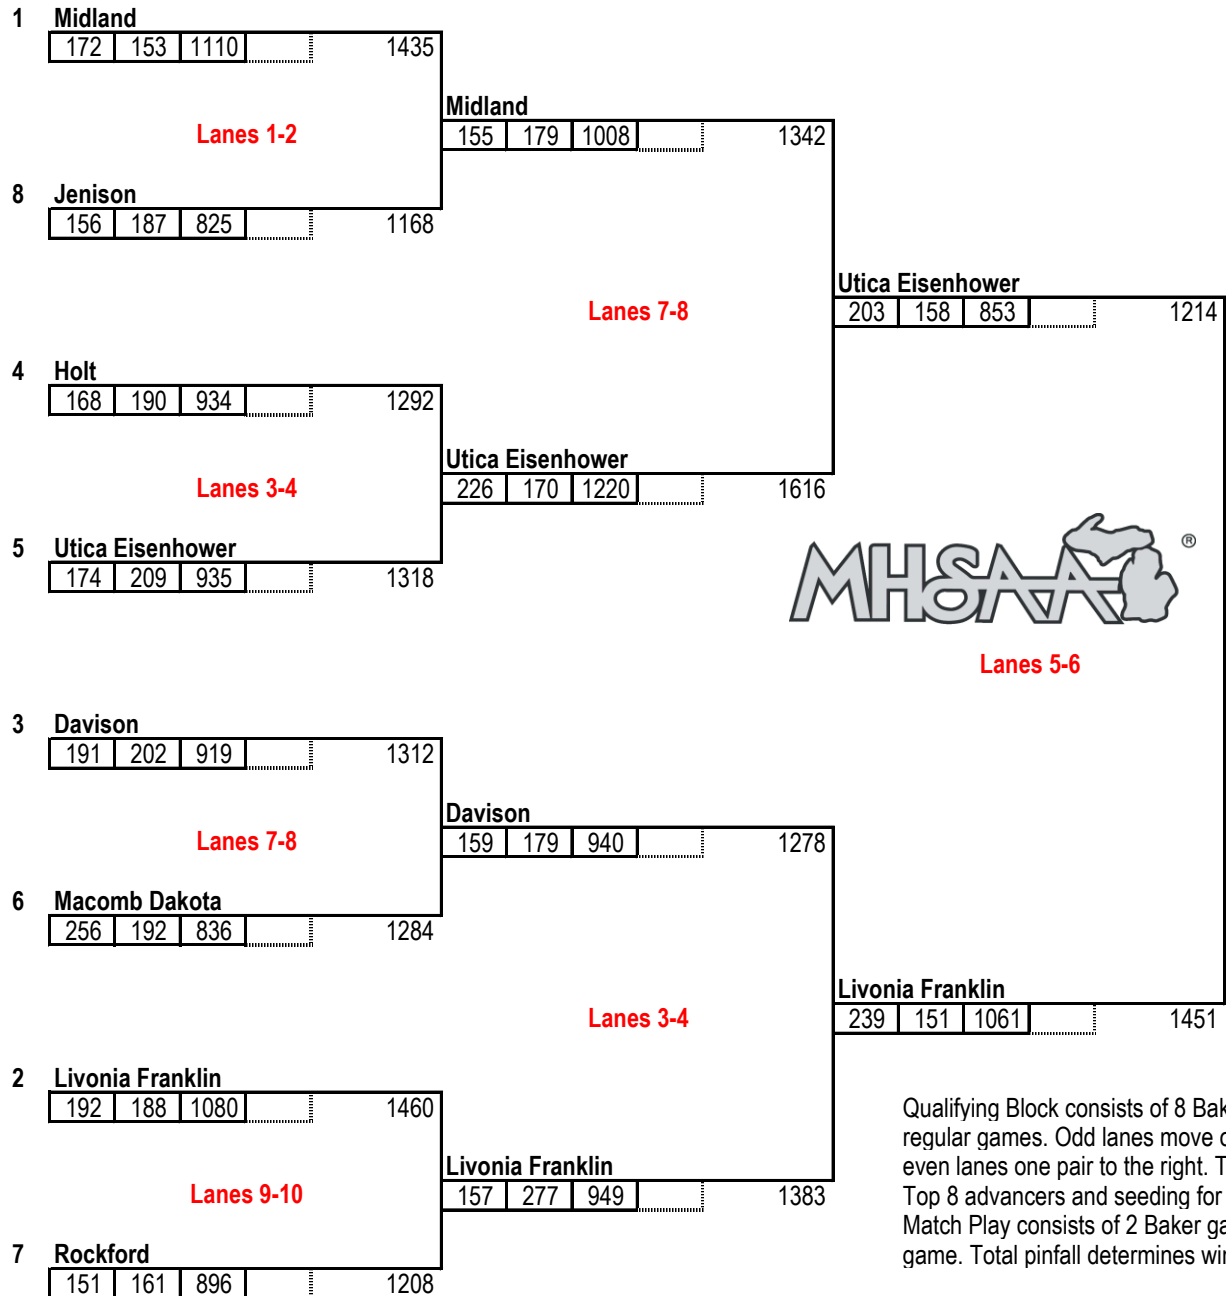 1 Midland
172 153 1110 1435
Midland
Lanes 1-2
155 179 1008 1342
8 Jenison
156 187 825 1168
Utica Eisenhower
Lanes 7-8
203 158 853 1214
4 Holt
168 190 934 1292
Utica Eisenhower
Lanes 3-4
226 170 1220 1616
5 Utica Eisenhower
174 209 935 1318
MHSAA ®
Lanes 5-6
3 Davison
191 202 919 1312
Davison
Lanes 7-8
159 179 940 1278
6 Macomb Dakota
256 192 836 1284
Livonia Franklin
Lanes 3-4
239 151 1061 1451
2 Livonia Franklin
192 188 1080 1460
Livonia Franklin
Lanes 9-10
157 277 949 1383
7 Rockford
151 161 896 1208
Qualifying Block consists of 8 Bak
regular games. Odd lanes move o
even lanes one pair to the right. T
Top 8 advancers and seeding for
Match Play consists of 2 Baker ga
game. Total pinfall determines win